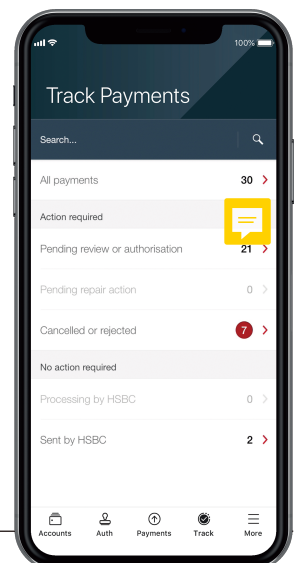 100%
Track Payments
Search...
All payments 30
Action required
Pending review or authorisation 21
Pending repair action 0
Cancelled or rejected 7
No action required
Processing by HSBC 0
Sent by HSBC 2
Accounts Auth Payments Track More